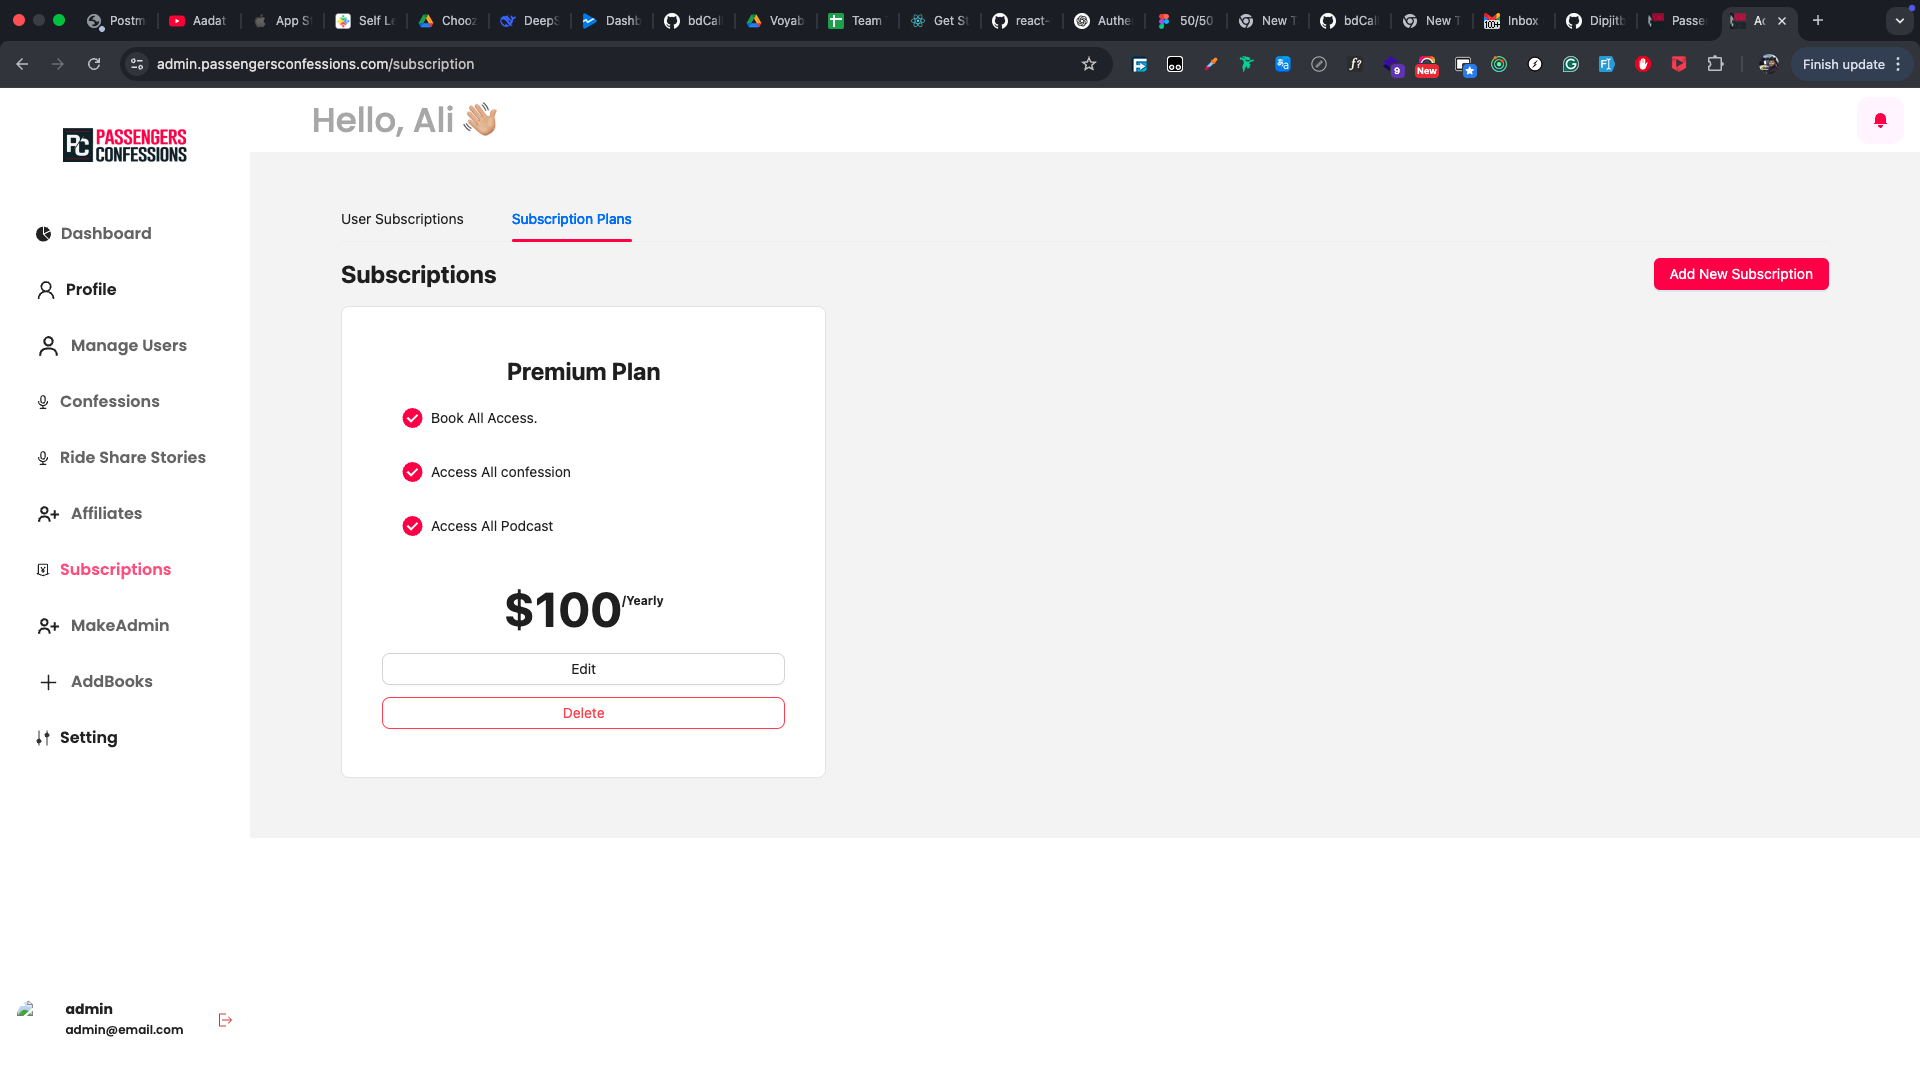 Postm
Aadat
App S
Self Le
Chooz
DeepS
Dashb
bdCall
Voyab
Team
Get St
react-
Authe
50/50
New T
bdCal
New T
Inbox
Dipjitb
Passe
Ac
admin.passengersconfessions.com/subscription
9
New
Finish update
PC PASSENGERS
CONFESSIONS
Hello, Ali 👋🏼
Dashboard
Profile
Manage Users
Confessions
Ride Share Stories
Affiliates
Subscriptions
MakeAdmin
AddBooks
Setting
admin
admin@email.com
User Subscriptions
Subscription Plans
Subscriptions
Add New Subscription
Premium Plan
Book All Access.
Access All confession
Access All Podcast
$100/Yearly
Edit
Delete